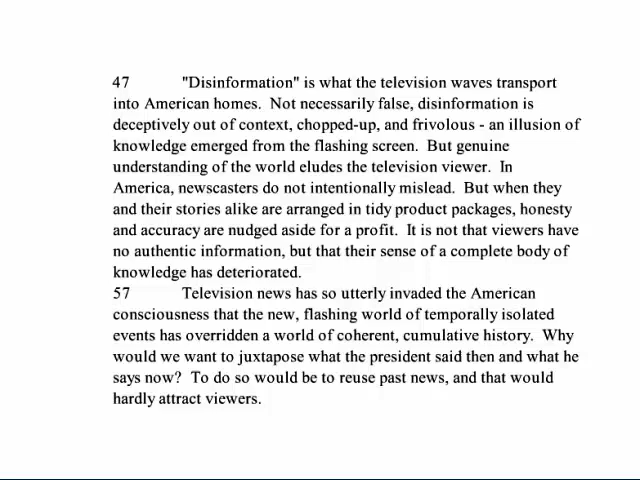 47 "Disinformation" is what the television waves transport
into American homes. Not necessarily false, disinformation is
deceptively out of context, chopped-up, and frivolous - an illusion of
knowledge emerged from the flashing screen. But genuine
understanding of the world eludes the television viewer. In
America, newscasters do not intentionally mislead. But when they
and their stories alike are arranged in tidy product packages, honesty
and accuracy are nudged aside for a profit. It is not that viewers have
no authentic information, but that their sense of a complete body of
knowledge has deteriorated.
57 Television news has so utterly invaded the American
consciousness that the new, flashing world of temporally isolated
events has overridden a world of coherent, cumulative history. Why
would we want to juxtapose what the president said then and what he
says now? To do so would be to reuse past news, and that would
hardly attract viewers.